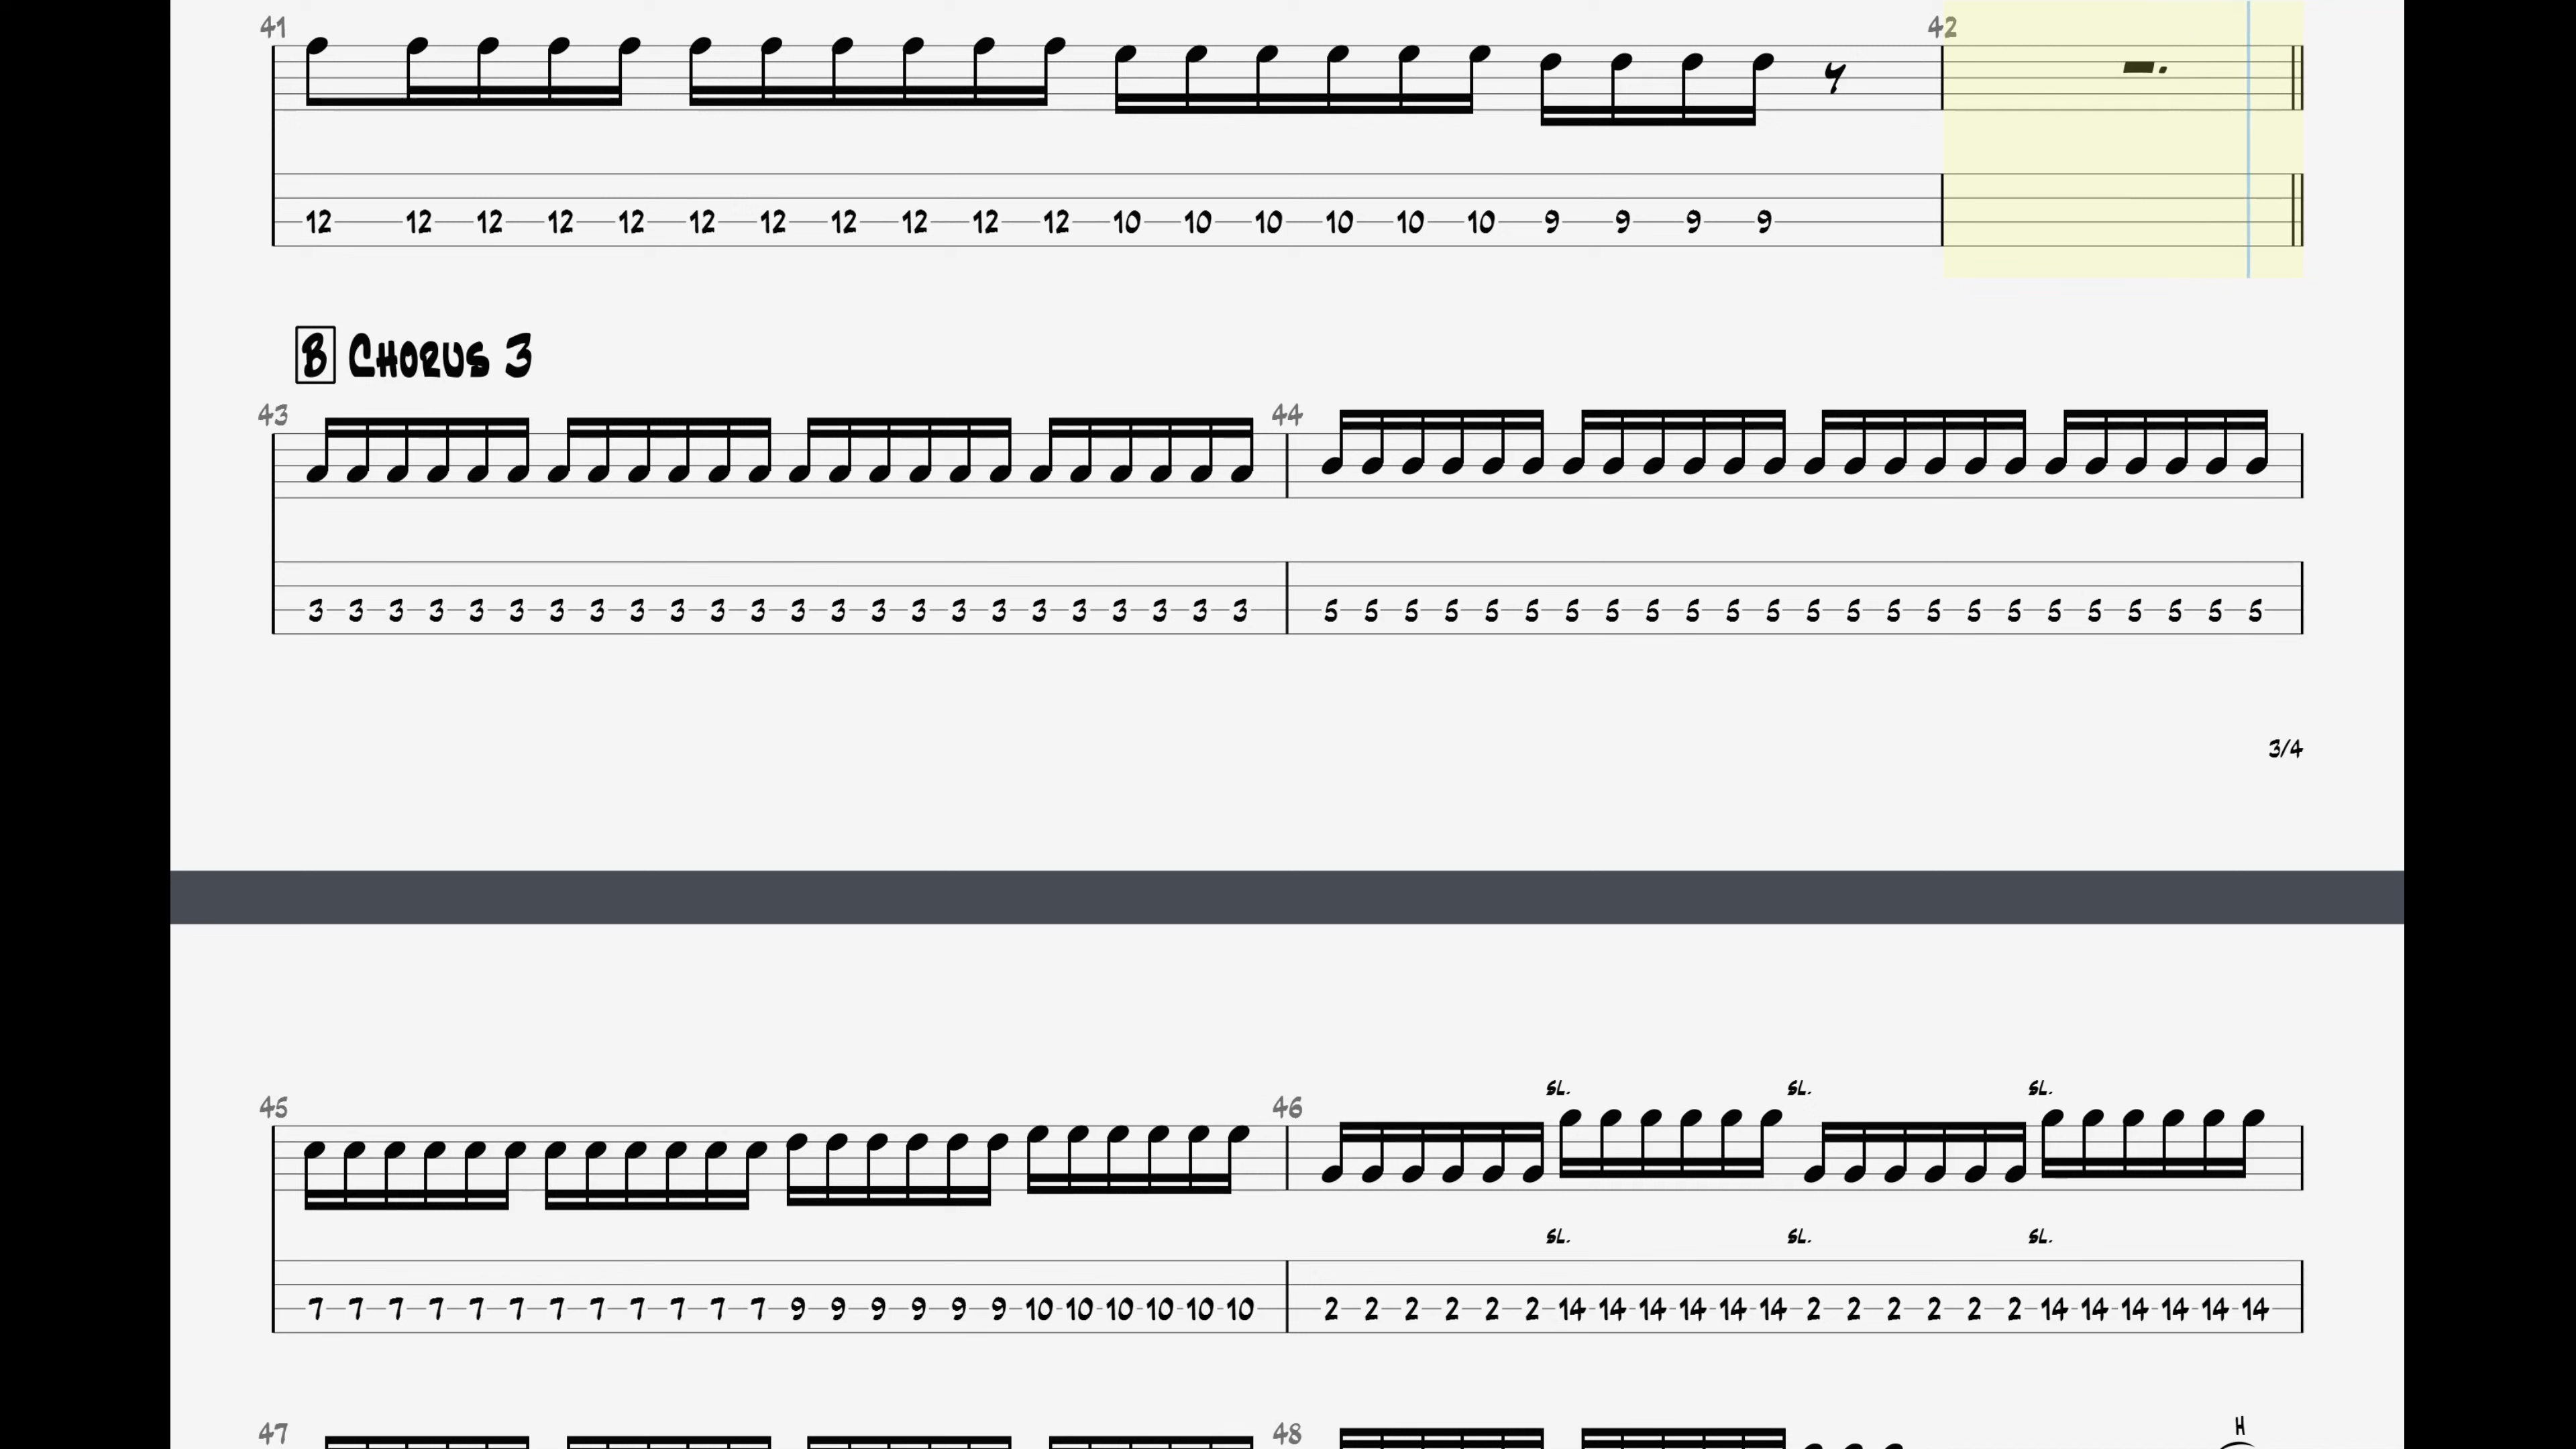 41 42
12 12 12 12 12 12 12 12 12 12 12 10 10 10 10 10 10 9 9 9 9
B CHORUS 3
43 44
3 3 3 3 3 3 3 3 3 3 3 3 3 3 3 3 3 3 3 3 3 3 3 3 5 5 5 5 5 5 5 5 5 5 5 5 5 5 5 5 5 5 5 5 5 5 5 5
3/4
SL. SL. SL.
45 46
SL. SL. SL.
7 7 7 7 7 7 7 7 7 7 7 7 9 9 9 9 9 9 10 10 10 10 10 10 2 2 2 2 2 2 14 14 14 14 14 14 2 2 2 2 2 2 14 14 14 14 14 14
47 48 H